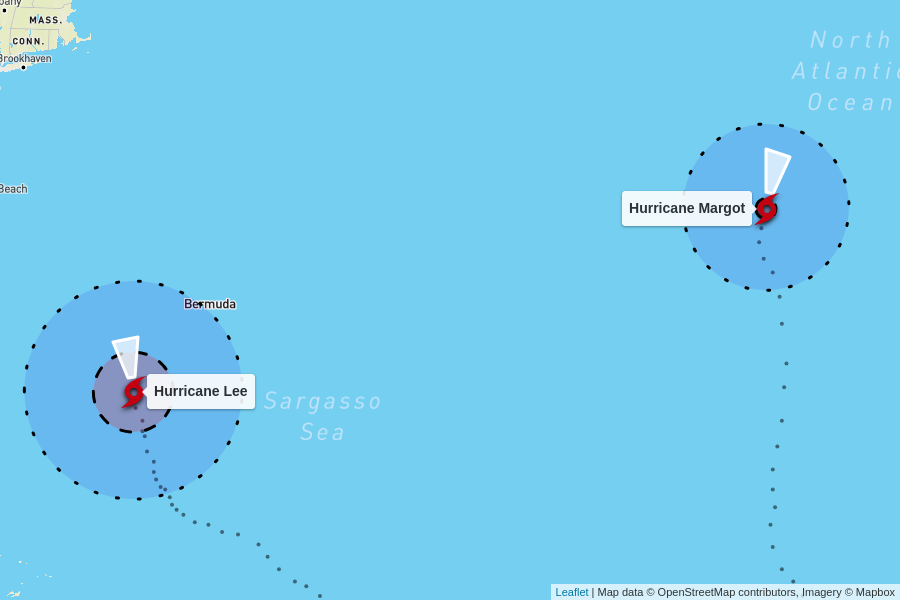 bany
MASS.
CONN.
Brookhaven
North
Atlantic
Ocean
Beach
Hurricane Margot
Bermuda
Hurricane Lee
Sargasso
Sea
Leaflet | Map data © OpenStreetMap contributors, Imagery © Mapbox